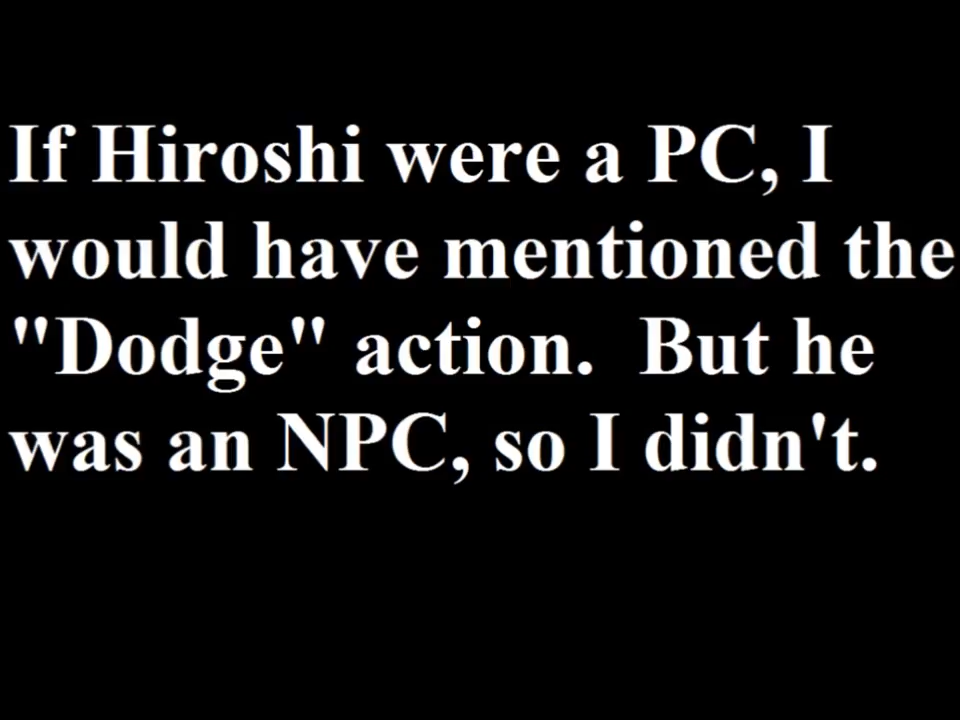 If Hiroshi were a PC, I
would have mentioned the
"Dodge" action.  But he
was an NPC, so I didn't.